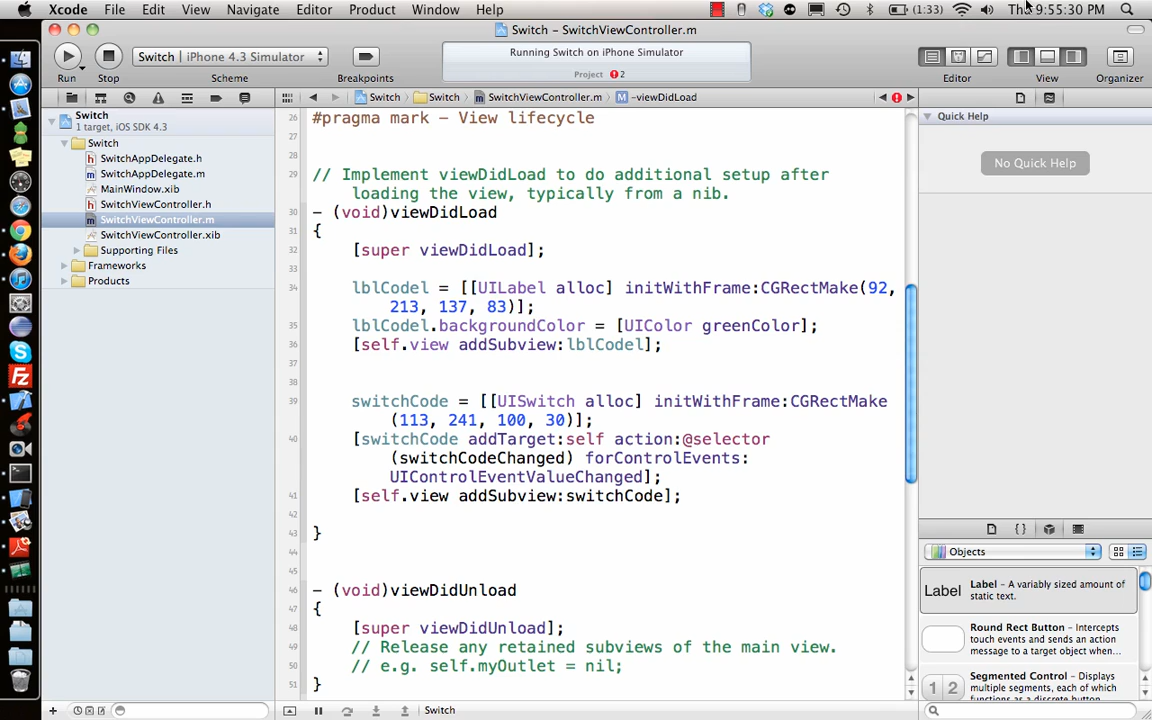 Xcode File Edit View Navigate Editor Product Window Help (1:33) Thu 9:55:30 PM
Switch – SwitchViewController.m
Switch | iPhone 4.3 Simulator
Running Switch on iPhone Simulator
Project 2
Run Stop Scheme Breakpoints Editor View Organizer
Switch Switch SwitchViewController.m M -viewDidLoad
Switch
1 target, iOS SDK 4.3
Switch
h SwitchAppDelegate.h
m SwitchAppDelegate.m
MainWindow.xib
h SwitchViewController.h
m SwitchViewController.m
SwitchViewController.xib
Supporting Files
Frameworks
Products
26 #pragma mark - View lifecycle
27
28
29 // Implement viewDidLoad to do additional setup after
loading the view, typically from a nib.
30 - (void)viewDidLoad
31 {
32 [super viewDidLoad];
33
34 lblCodel = [[UILabel alloc] initWithFrame:CGRectMake(92,
213, 137, 83)];
35 lblCodel.backgroundColor = [UIColor greenColor];
36 [self.view addSubview:lblCodel];
37
38
39 switchCode = [[UISwitch alloc] initWithFrame:CGRectMake
(113, 241, 100, 30)];
40 [switchCode addTarget:self action:@selector
(switchCodeChanged) forControlEvents:
UIControlEventValueChanged];
41 [self.view addSubview:switchCode];
42
43 }
44
45
46 - (void)viewDidUnload
47 {
48 [super viewDidUnload];
49 // Release any retained subviews of the main view.
50 // e.g. self.myOutlet = nil;
51 }
Switch
Quick Help
No Quick Help
{ }
Objects
Label Label – A variably sized amount of
static text.
Round Rect Button – Intercepts
touch events and sends an action
message to a target object when...
1 2 Segmented Control – Displays
multiple segments, each of which
functions as a discrete button.